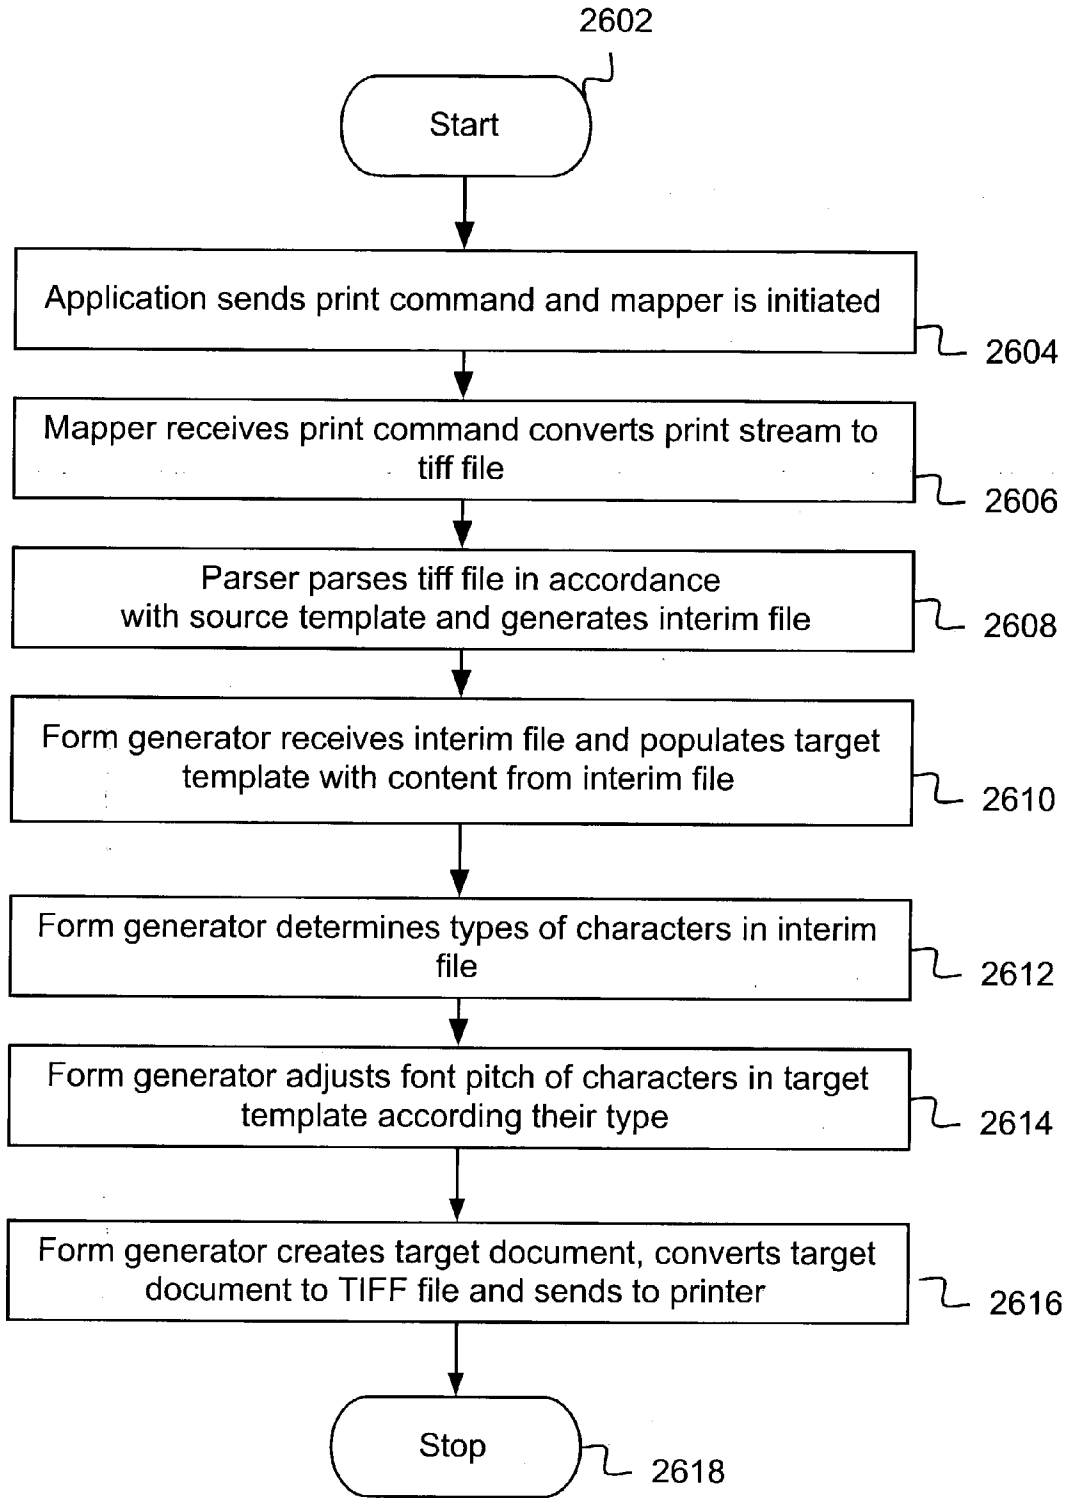 2602
Start
Application sends print command and mapper is initiated
2604
Mapper receives print command converts print stream to
tiff file
2606
Parser parses tiff file in accordance
with source template and generates interim file
2608
Form generator receives interim file and populates target
template with content from interim file
2610
Form generator determines types of characters in interim
file
2612
Form generator adjusts font pitch of characters in target
template according their type
2614
Form generator creates target document, converts target
document to TIFF file and sends to printer
2616
Stop
2618